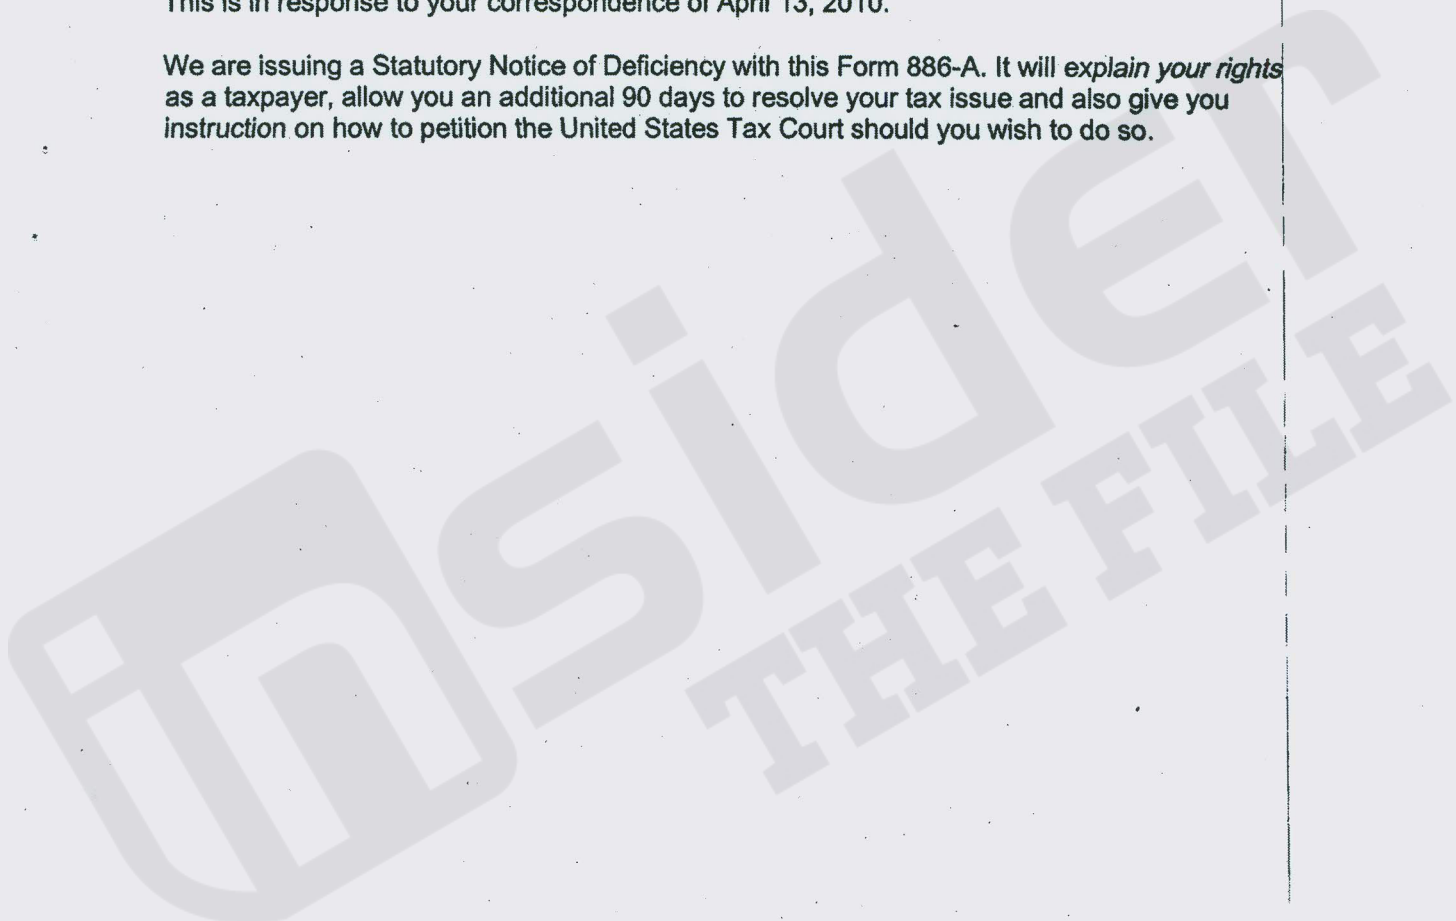 This is in response to your correspondence of April 13, 2010.
We are issuing a Statutory Notice of Deficiency with this Form 886-A. It will explain your rights
as a taxpayer, allow you an additional 90 days to resolve your tax issue and also give you
instruction on how to petition the United States Tax Court should you wish to do so.
insider
THE FILE